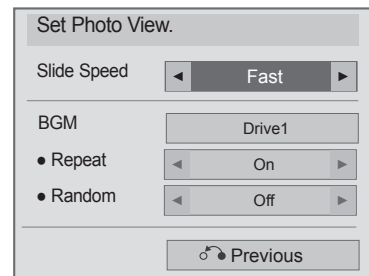 Set Photo View.
Slide Speed ◄ Fast ►
BGM Drive1
● Repeat ◄ On ►
● Random ◄ Off ►
Previous